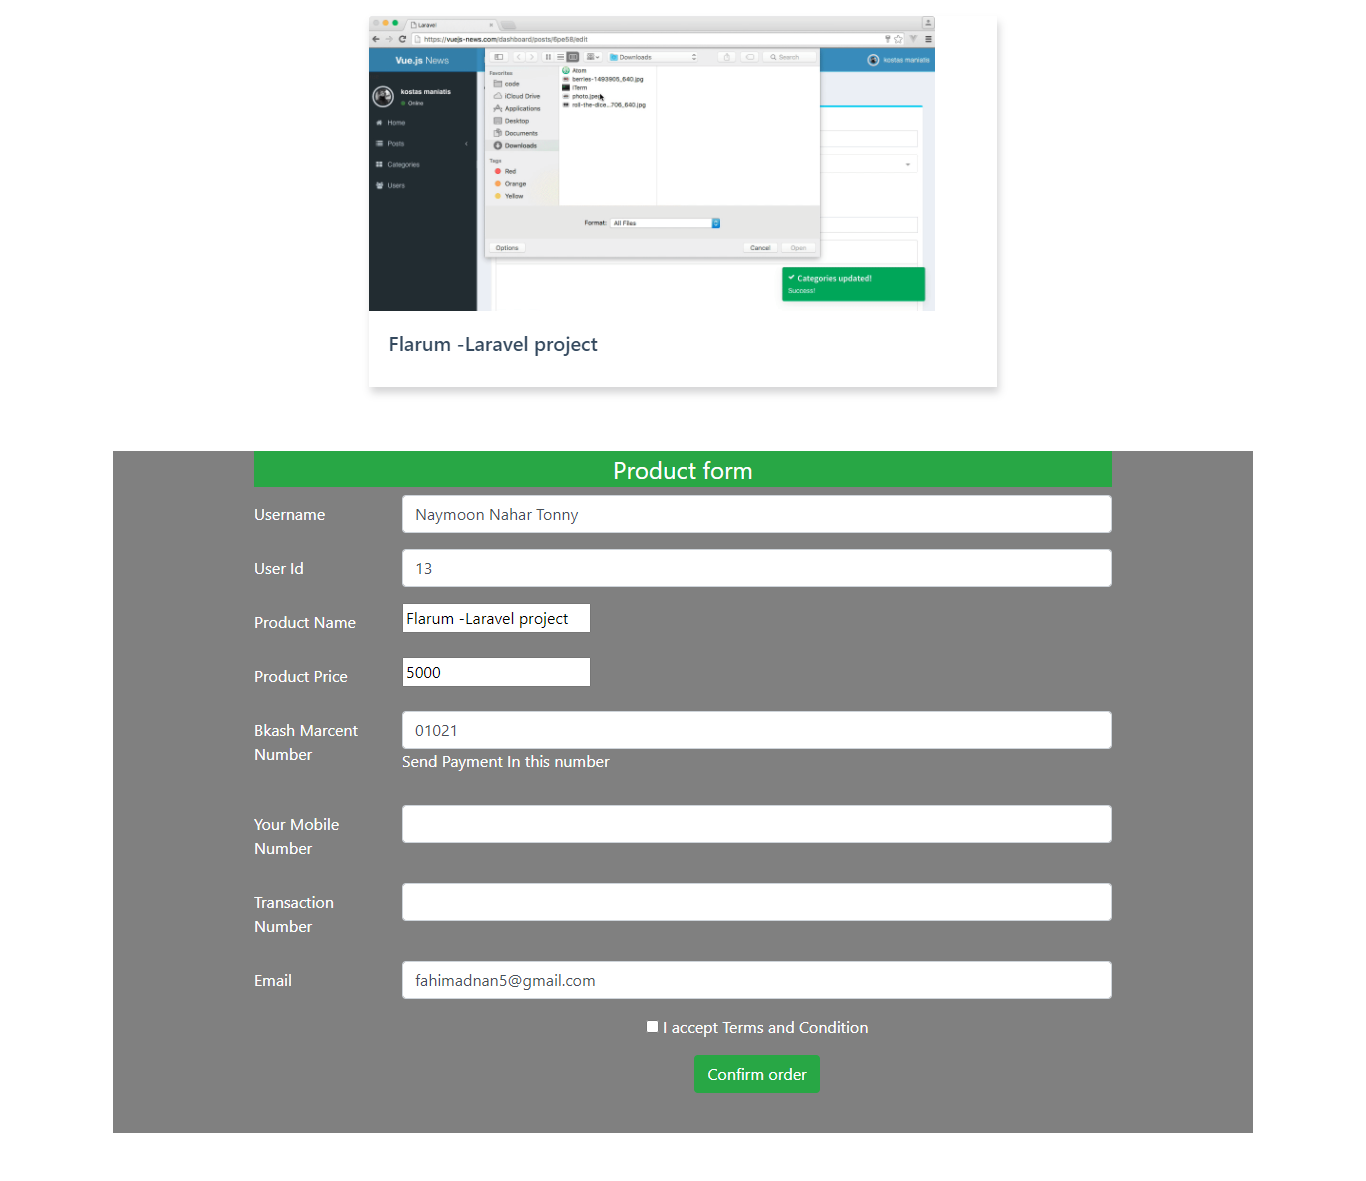 Laravel
https://vuejs-news.com/dashboard/posts/6pe58/edit
Vue.js News
kostas maniatis
kostas maniatis
Online
Home
Posts
Categories
Users
Downloads
Search
Favorites
code
iCloud Drive
Applications
Desktop
Documents
Downloads
Tags
Red
Orange
Yellow
Atom
berries-1493905_640.jpg
iTerm
photo.jpeg
roll-the-dice...706_640.jpg
Format: All Files
Options
Cancel
Open
Categories updated!
Success!
Flarum -Laravel project
Product form
Username
Naymoon Nahar Tonny
User Id
13
Product Name
Flarum -Laravel project
Product Price
5000
Bkash Marcent
Number
01021
Send Payment In this number
Your Mobile
Number
Transaction
Number
Email
fahimadnan5@gmail.com
I accept Terms and Condition
Confirm order